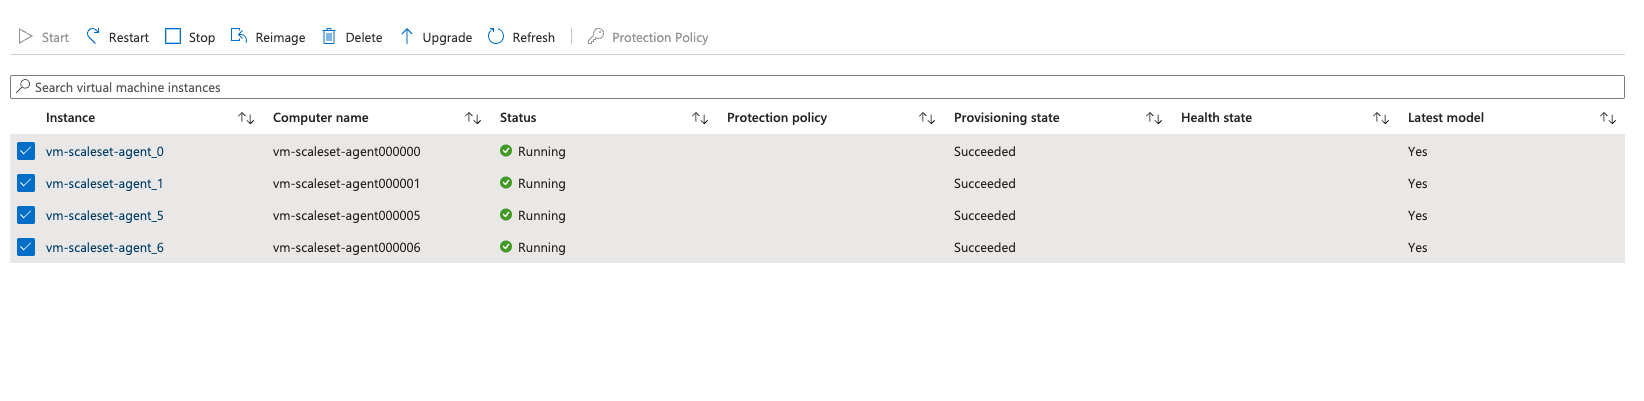 Start Restart Stop Reimage Delete Upgrade Refresh Protection Policy
Search virtual machine instances
Instance Computer name Status Protection policy Provisioning state Health state Latest model
vm-scaleset-agent_0 vm-scaleset-agent000000 Running Succeeded Yes
vm-scaleset-agent_1 vm-scaleset-agent000001 Running Succeeded Yes
vm-scaleset-agent_5 vm-scaleset-agent000005 Running Succeeded Yes
vm-scaleset-agent_6 vm-scaleset-agent000006 Running Succeeded Yes